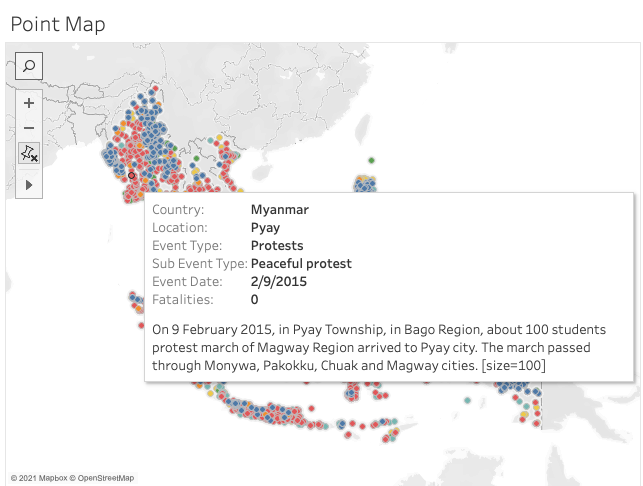 Point Map
Country: Myanmar
Location: Pyay
Event Type: Protests
Sub Event Type: Peaceful protest
Event Date: 2/9/2015
Fatalities: 0
On 9 February 2015, in Pyay Township, in Bago Region, about 100 students
protest march of Magway Region arrived to Pyay city. The march passed
through Monywa, Pakokku, Chuak and Magway cities. [size=100]
© 2021 Mapbox © OpenStreetMap